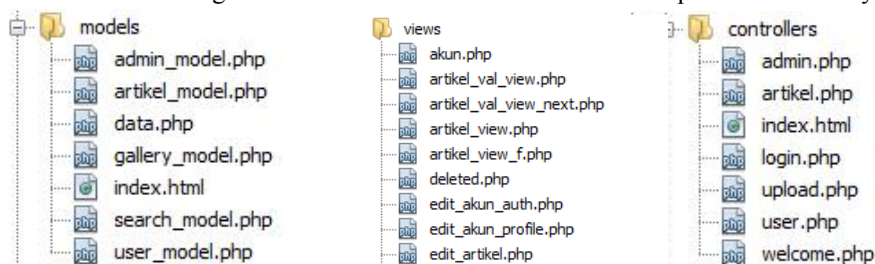 models
admin_model.php
artikel_model.php
data.php
gallery_model.php
index.html
search_model.php
user_model.php
views
akun.php
artikel_val_view.php
artikel_val_view_next.php
artikel_view.php
artikel_view_f.php
deleted.php
edit_akun_auth.php
edit_akun_profile.php
edit_artikel.php
controllers
admin.php
artikel.php
index.html
login.php
upload.php
user.php
welcome.php